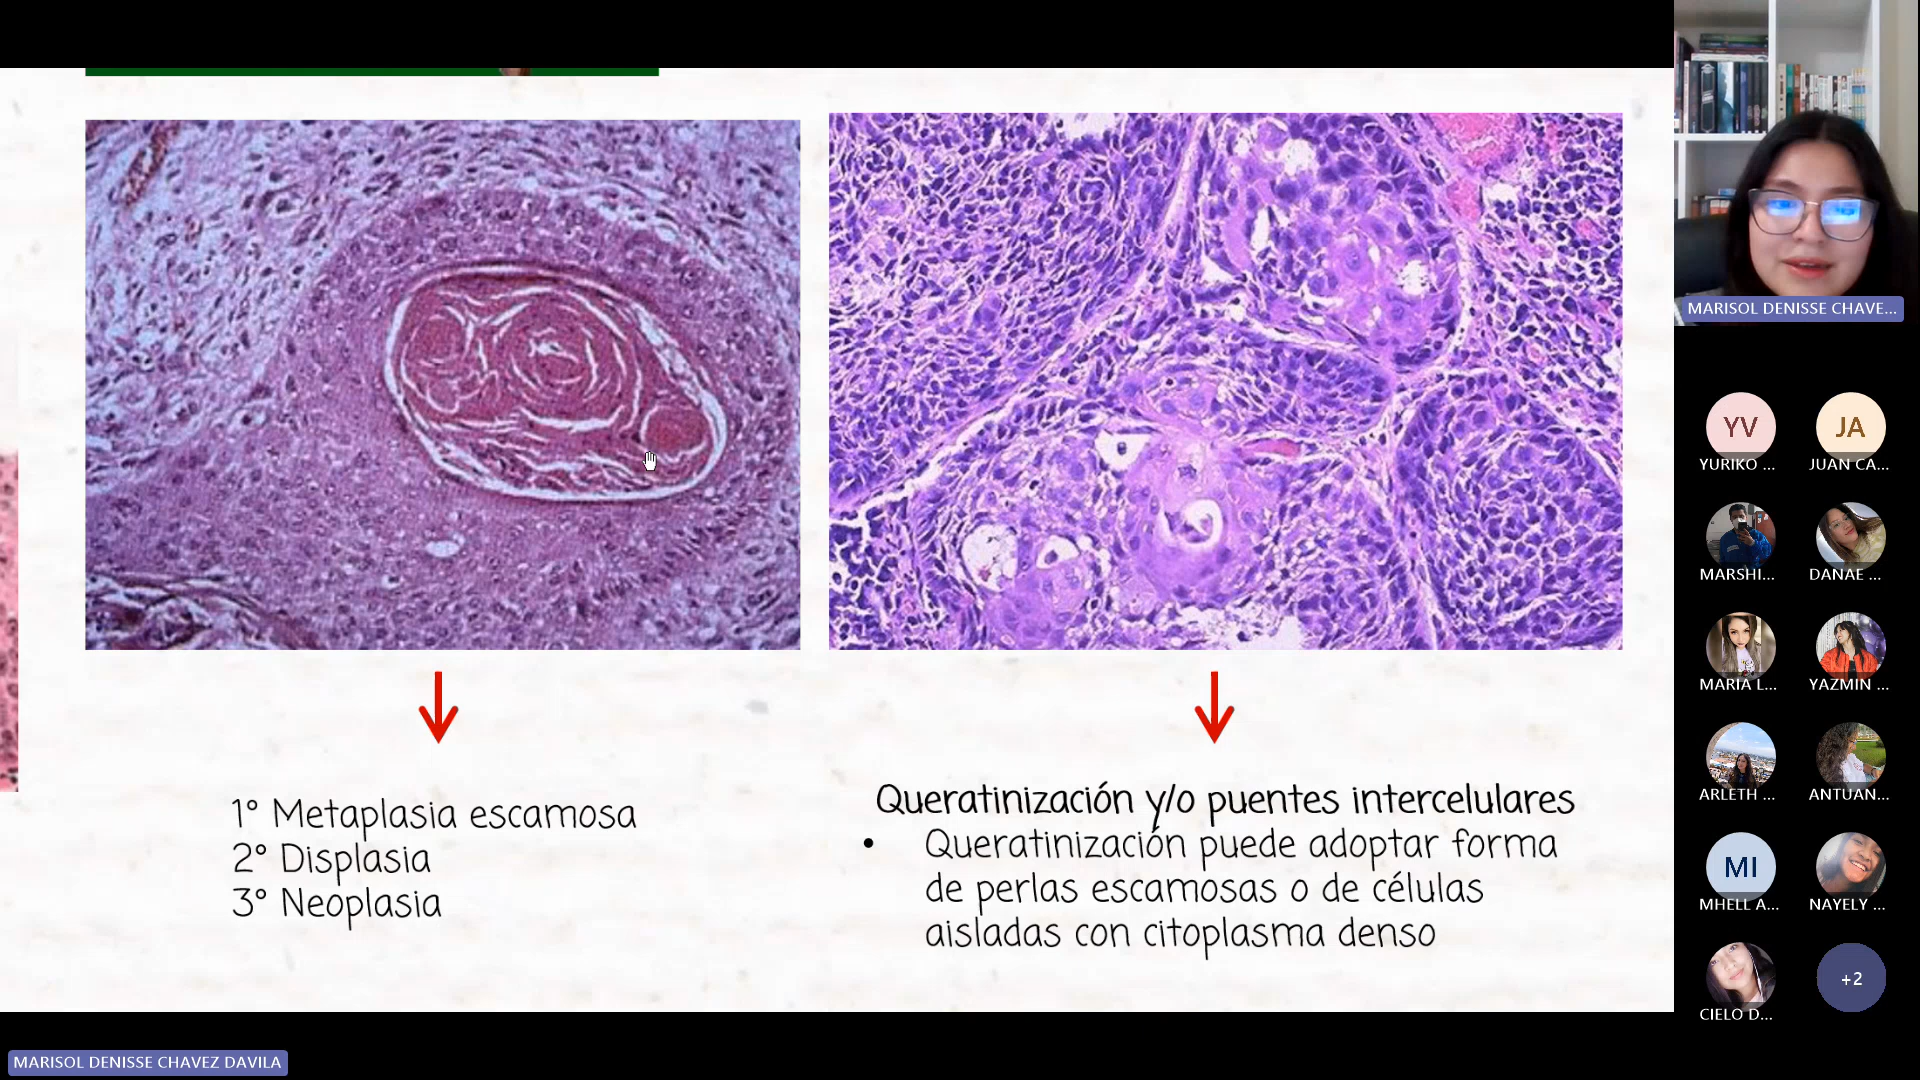 1° Metaplasia escamosa
2° Displasia
3° Neoplasia
Queratinización y/o puentes intercelulares
• Queratinización puede adoptar forma
de perlas escamosas o de células
aisladas con citoplasma denso
MARISOL DENISSE CHAVE...
YV
YURIKO ...
JA
JUAN CA...
MARSHI...
DANAE ...
MARIA L...
YAZMIN ...
ARLETH ...
ANTUAN...
MI
MHELL A...
NAYELY ...
CIELO D...
+2
MARISOL DENISSE CHAVEZ DAVILA